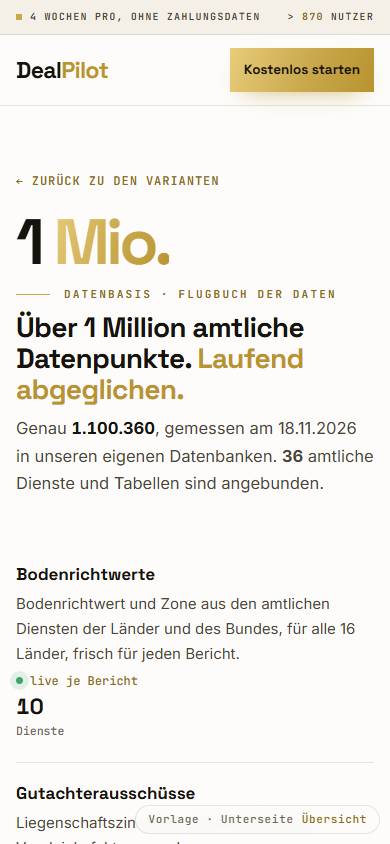 4 WOCHEN PRO, OHNE ZAHLUNGSDATEN > 870 NUTZER
DealPilot Kostenlos starten
← ZURÜCK ZU DEN VARIANTEN
1 Mio.
DATENBASIS · FLUGBUCH DER DATEN
Über 1 Million amtliche
Datenpunkte. Laufend
abgeglichen.
Genau 1.100.360, gemessen am 18.11.2026
in unseren eigenen Datenbanken. 36 amtliche
Dienste und Tabellen sind angebunden.
Bodenrichtwerte
Bodenrichtwert und Zone aus den amtlichen
Diensten der Länder und des Bundes, für alle 16
Länder, frisch für jeden Bericht.
live je Bericht
10
Dienste
Gutachterausschüsse
Liegenschaftszin
Vorlage · Unterseite Übersicht